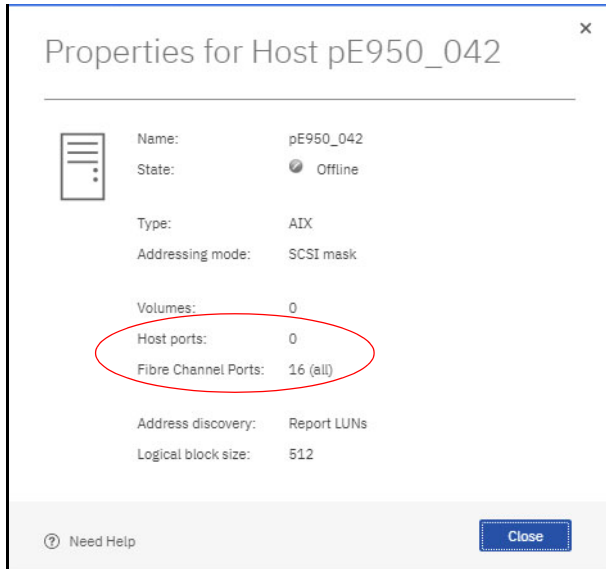 Properties for Host pE950_042
×
Name: pE950_042
State: Offline
Type: AIX
Addressing mode: SCSI mask
Volumes: 0
Host ports: 0
Fibre Channel Ports: 16 (all)
Address discovery: Report LUNs
Logical block size: 512
? Need Help
Close